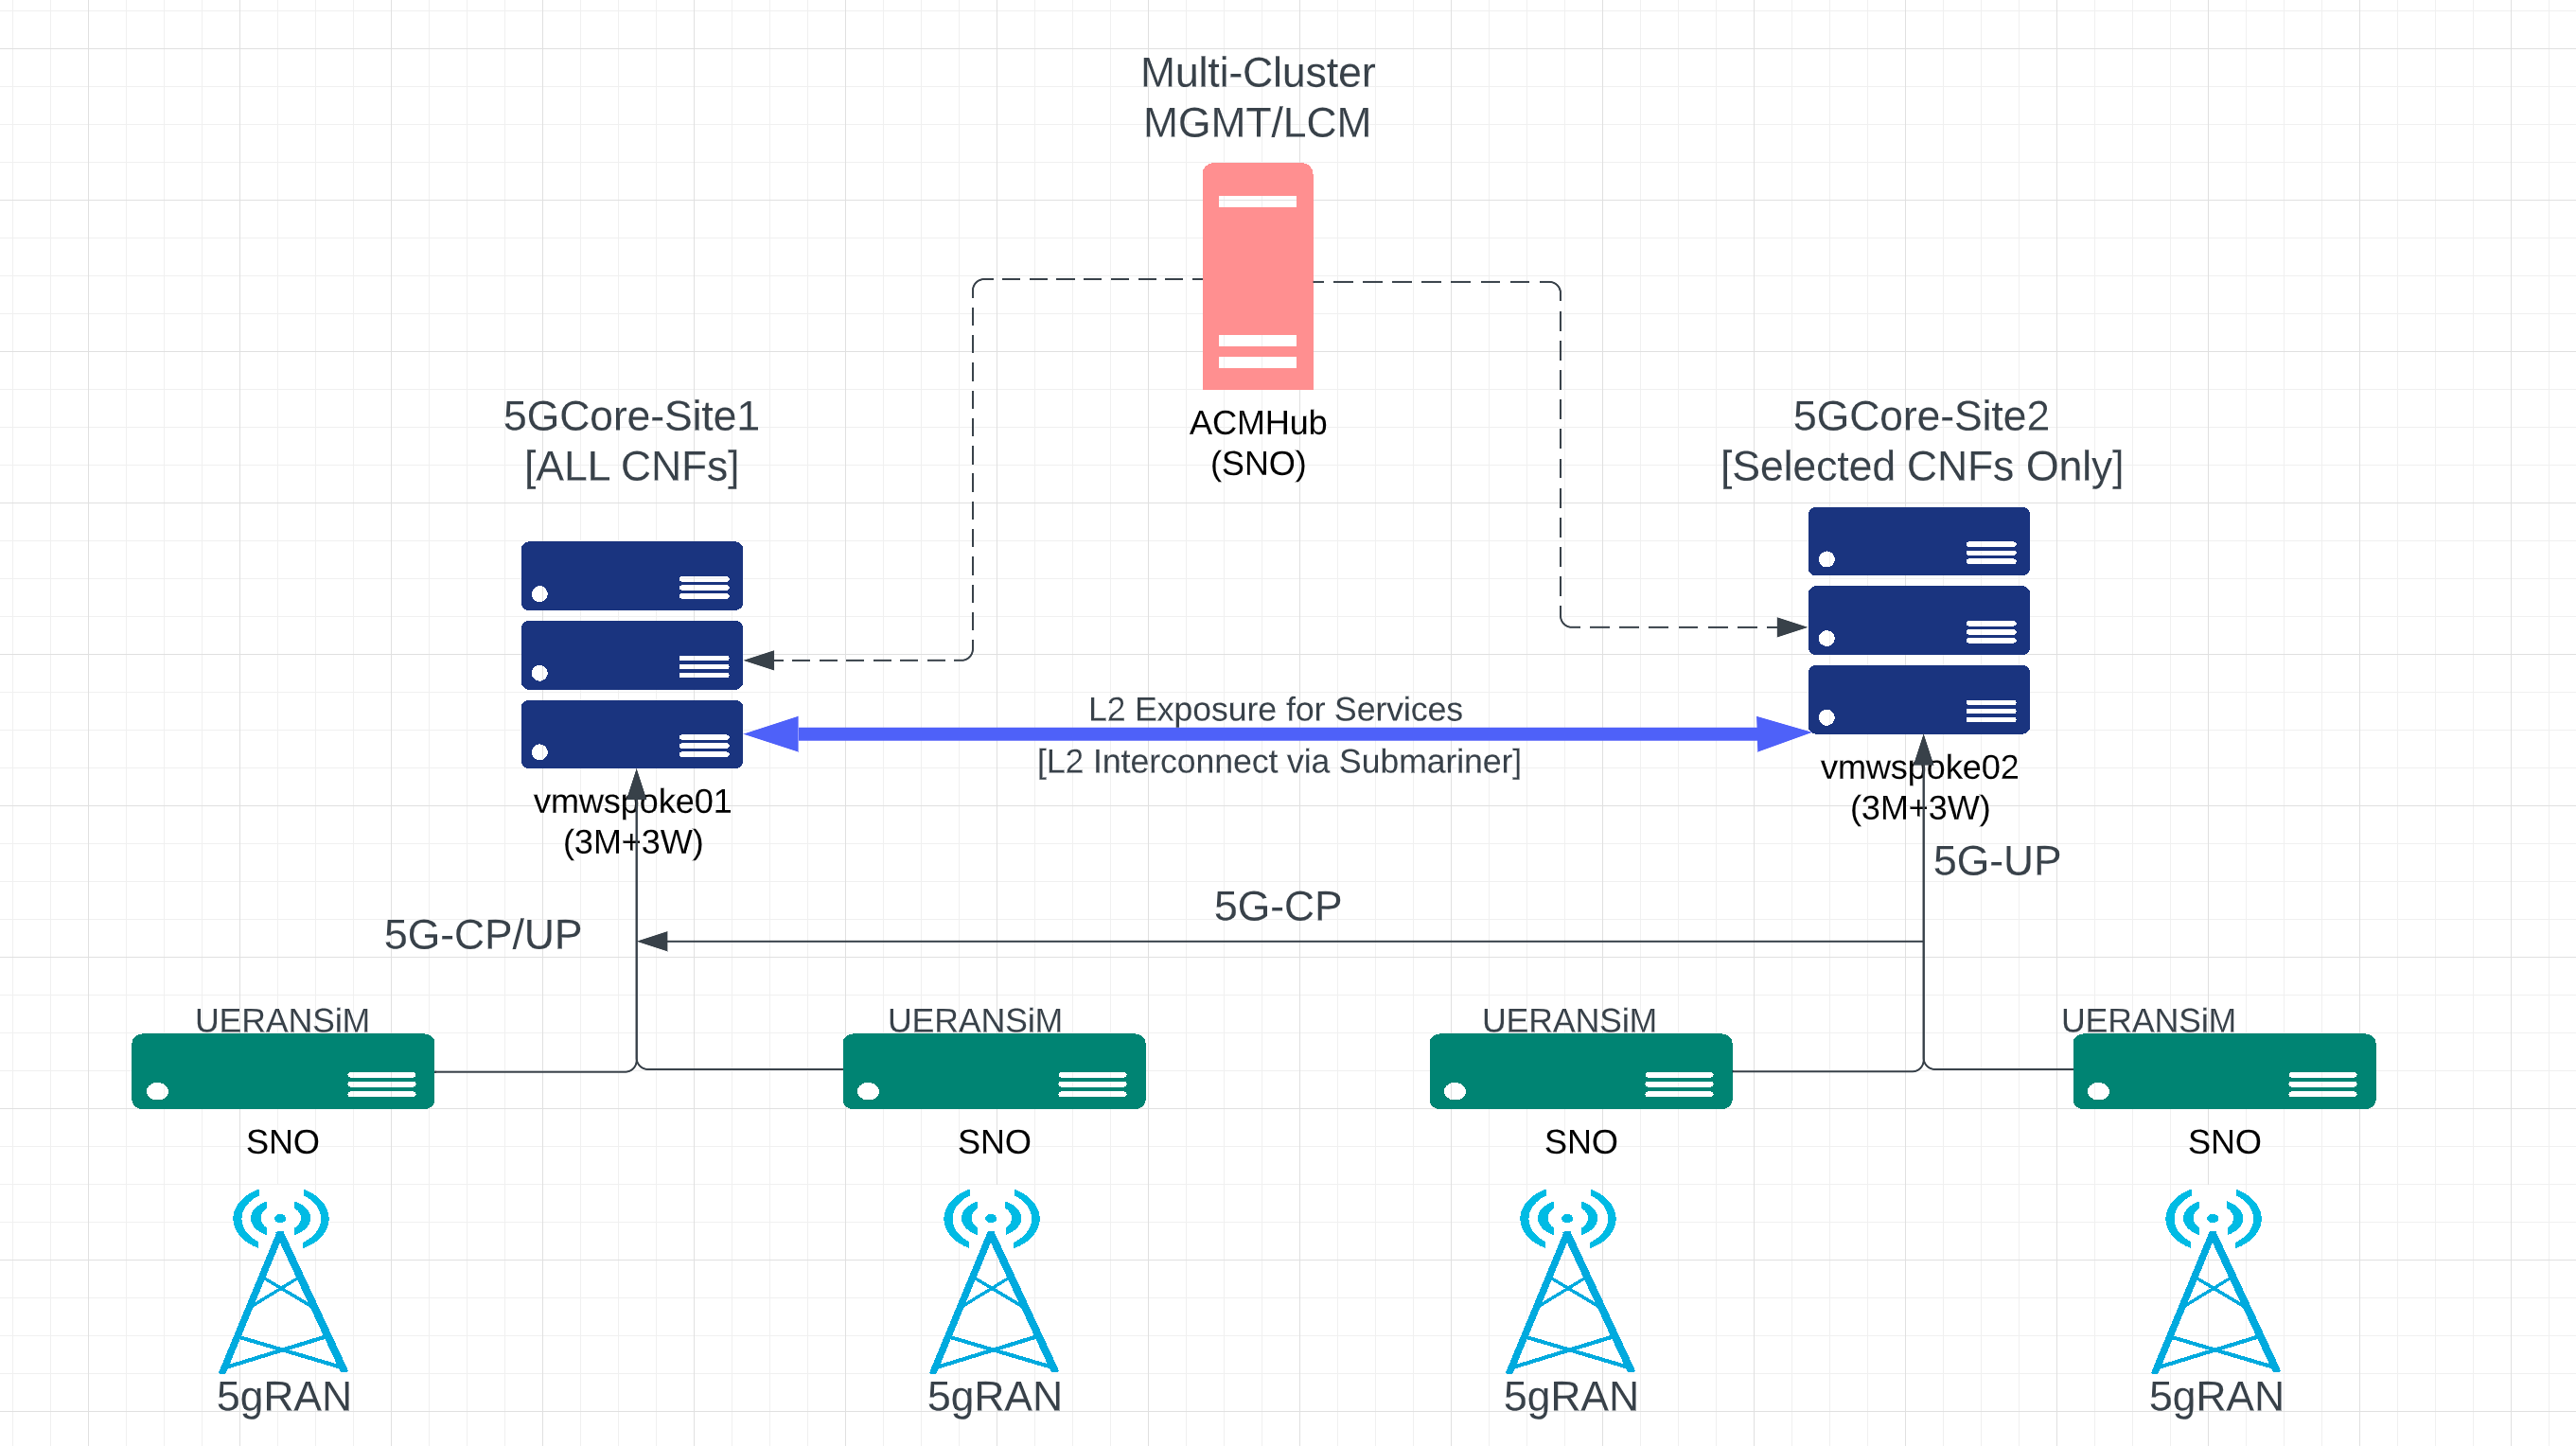 Multi-Cluster
MGMT/LCM
ACMHub
(SNO)
5GCore-Site1
[ALL CNFs]
5GCore-Site2
[Selected CNFs Only]
L2 Exposure for Services
[L2 Interconnect via Submariner]
vmwspoke01
(3M+3W)
vmwspoke02
(3M+3W)
5G-UP
5G-CP
5G-CP/UP
UERANSiM
UERANSiM
UERANSiM
UERANSiM
SNO
SNO
SNO
SNO
5gRAN
5gRAN
5gRAN
5gRAN